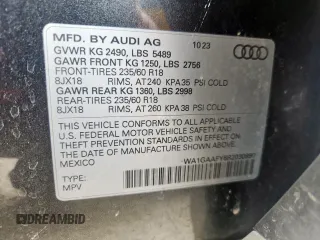 MFD. BY AUDI AG 10 23
GVWR KG 2490, LBS 5489
GAWR FRONT KG 1250, LBS 2756
FRONT-TIRES 235/60 R18
8JX18 RIMS, AT 240 KPA 35 PSI COLD
GAWR REAR KG 1360, LBS 2998
REAR-TIRES 235/60 R18
8JX18 RIMS, AT 260 KPA 38 PSI COLD
THIS VEHICLE CONFORMS TO ALL APPLICABLE
U.S. FEDERAL MOTOR VEHICLE SAFETY AND
THEFT PREVENTION STANDARDS IN EFFECT ON
THE DATE OF MANUFACTURE SHOWN ABOVE.
MEXICO
TYPE:
MPV
DREAMBID